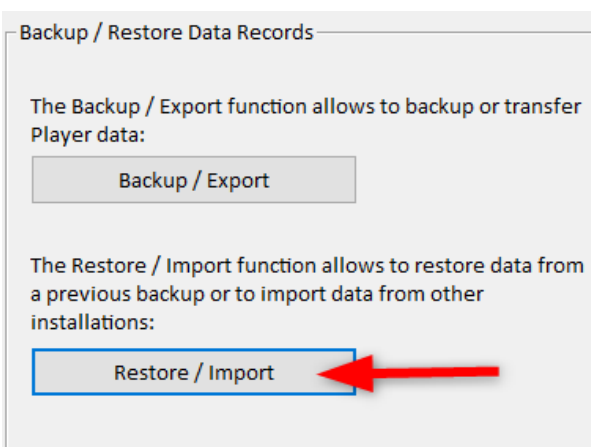 Backup / Restore Data Records
The Backup / Export function allows to backup or transfer
Player data:
Backup / Export
The Restore / Import function allows to restore data from
a previous backup or to import data from other
installations:
Restore / Import